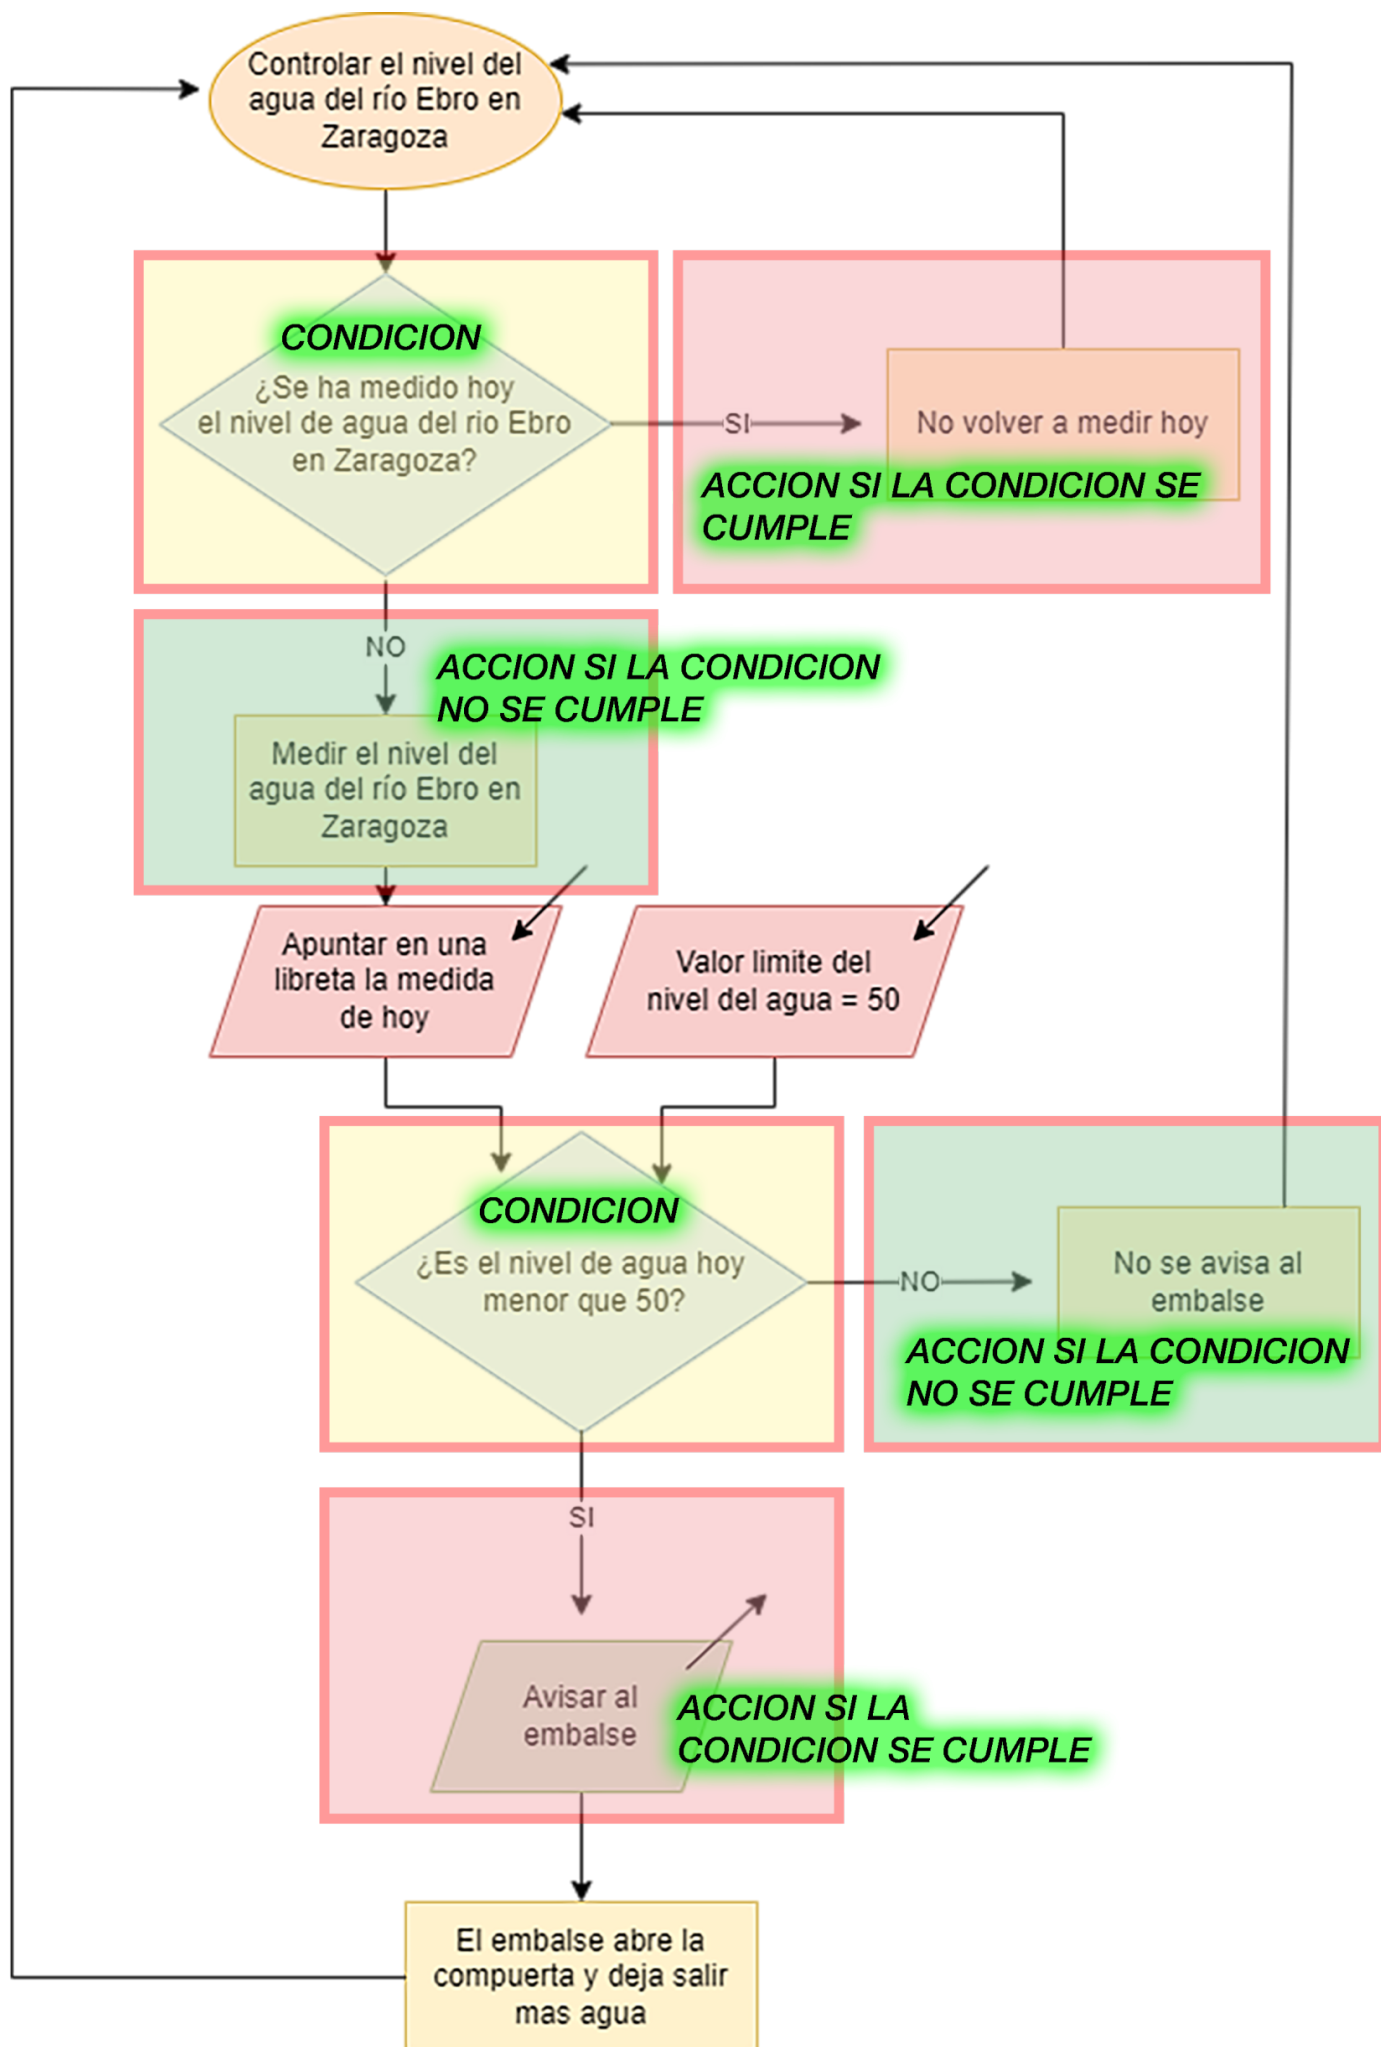 Controlar el nivel del
agua del río Ebro en
Zaragoza
CONDICION
¿Se ha medido hoy
el nivel de agua del rio Ebro
en Zaragoza?
SI
No volver a medir hoy
ACCION SI LA CONDICION SE
CUMPLE
NO
ACCION SI LA CONDICION
NO SE CUMPLE
Medir el nivel del
agua del río Ebro en
Zaragoza
Apuntar en una
libreta la medida
de hoy
Valor limite del
nivel del agua = 50
CONDICION
¿Es el nivel de agua hoy
menor que 50?
NO
No se avisa al
embalse
ACCION SI LA CONDICION
NO SE CUMPLE
SI
Avisar al
embalse
ACCION SI LA
CONDICION SE CUMPLE
El embalse abre la
compuerta y deja salir
mas agua